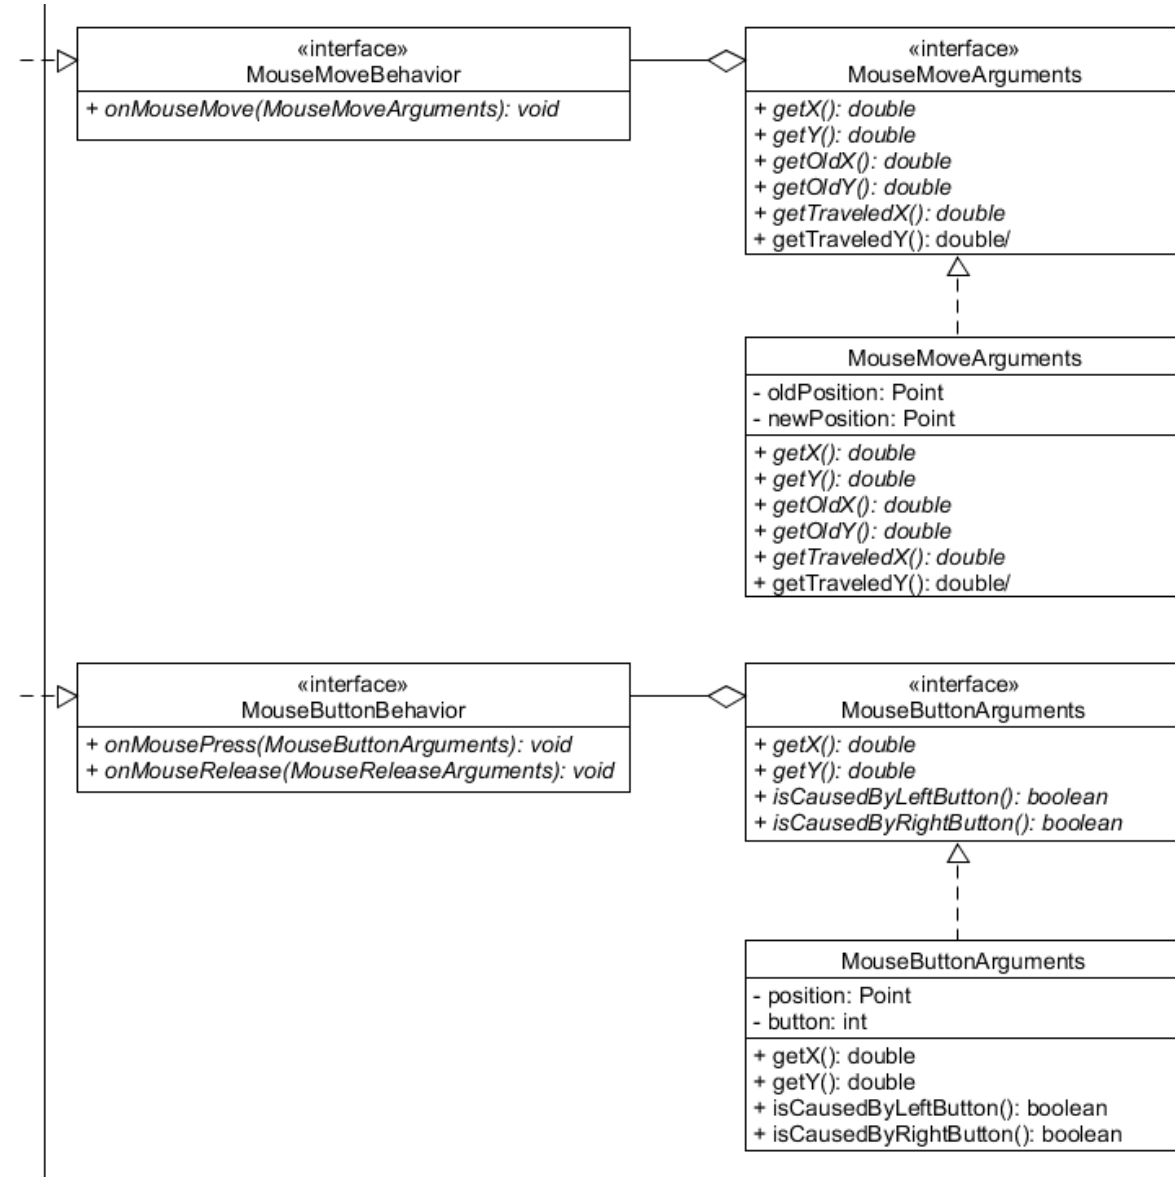 «interface»
MouseMoveBehavior
+ onMouseMove(MouseMoveArguments): void
«interface»
MouseMoveArguments
+ getX(): double
+ getY(): double
+ getOldX(): double
+ getOldY(): double
+ getTraveledX(): double
+ getTraveledY(): double/
MouseMoveArguments
- oldPosition: Point
- newPosition: Point
+ getX(): double
+ getY(): double
+ getOldX(): double
+ getOldY(): double
+ getTraveledX(): double
+ getTraveledY(): double/
«interface»
MouseButtonBehavior
+ onMousePress(MouseButtonArguments): void
+ onMouseRelease(MouseReleaseArguments): void
«interface»
MouseButtonArguments
+ getX(): double
+ getY(): double
+ isCausedByLeftButton(): boolean
+ isCausedByRightButton(): boolean
MouseButtonArguments
- position: Point
- button: int
+ getX(): double
+ getY(): double
+ isCausedByLeftButton(): boolean
+ isCausedByRightButton(): boolean